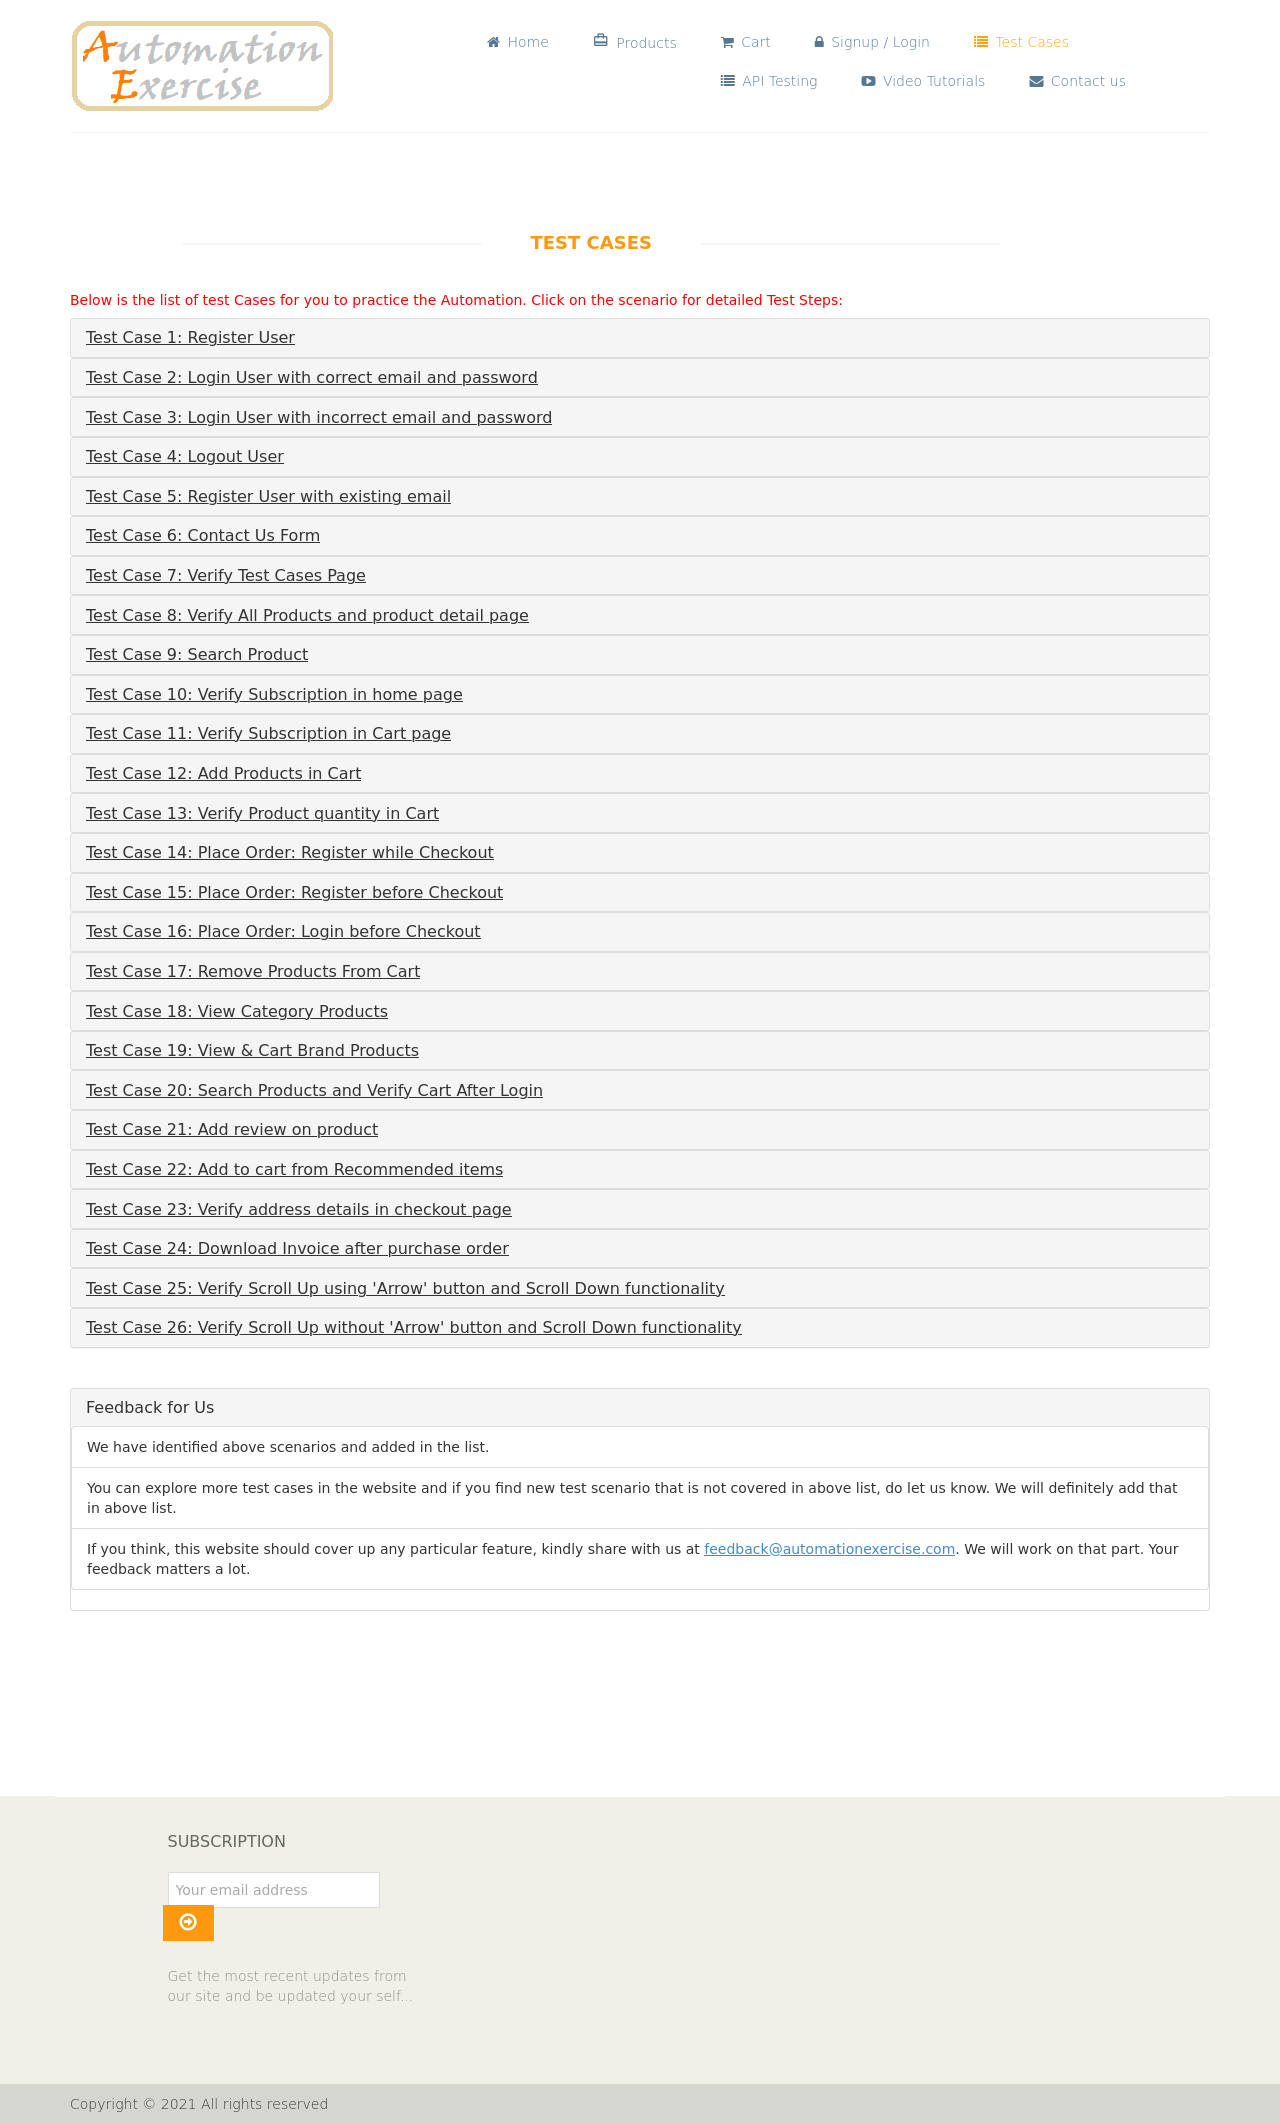 Automation
Exercise
Home Products Cart Signup / Login Test Cases
API Testing Video Tutorials Contact us
TEST CASES
Below is the list of test Cases for you to practice the Automation. Click on the scenario for detailed Test Steps:
Test Case 1: Register User
Test Case 2: Login User with correct email and password
Test Case 3: Login User with incorrect email and password
Test Case 4: Logout User
Test Case 5: Register User with existing email
Test Case 6: Contact Us Form
Test Case 7: Verify Test Cases Page
Test Case 8: Verify All Products and product detail page
Test Case 9: Search Product
Test Case 10: Verify Subscription in home page
Test Case 11: Verify Subscription in Cart page
Test Case 12: Add Products in Cart
Test Case 13: Verify Product quantity in Cart
Test Case 14: Place Order: Register while Checkout
Test Case 15: Place Order: Register before Checkout
Test Case 16: Place Order: Login before Checkout
Test Case 17: Remove Products From Cart
Test Case 18: View Category Products
Test Case 19: View & Cart Brand Products
Test Case 20: Search Products and Verify Cart After Login
Test Case 21: Add review on product
Test Case 22: Add to cart from Recommended items
Test Case 23: Verify address details in checkout page
Test Case 24: Download Invoice after purchase order
Test Case 25: Verify Scroll Up using 'Arrow' button and Scroll Down functionality
Test Case 26: Verify Scroll Up without 'Arrow' button and Scroll Down functionality
Feedback for Us
We have identified above scenarios and added in the list.
You can explore more test cases in the website and if you find new test scenario that is not covered in above list, do let us know. We will definitely add that
in above list.
If you think, this website should cover up any particular feature, kindly share with us at feedback@automationexercise.com. We will work on that part. Your
feedback matters a lot.
SUBSCRIPTION
Your email address
Get the most recent updates from
our site and be updated your self...
Copyright © 2021 All rights reserved